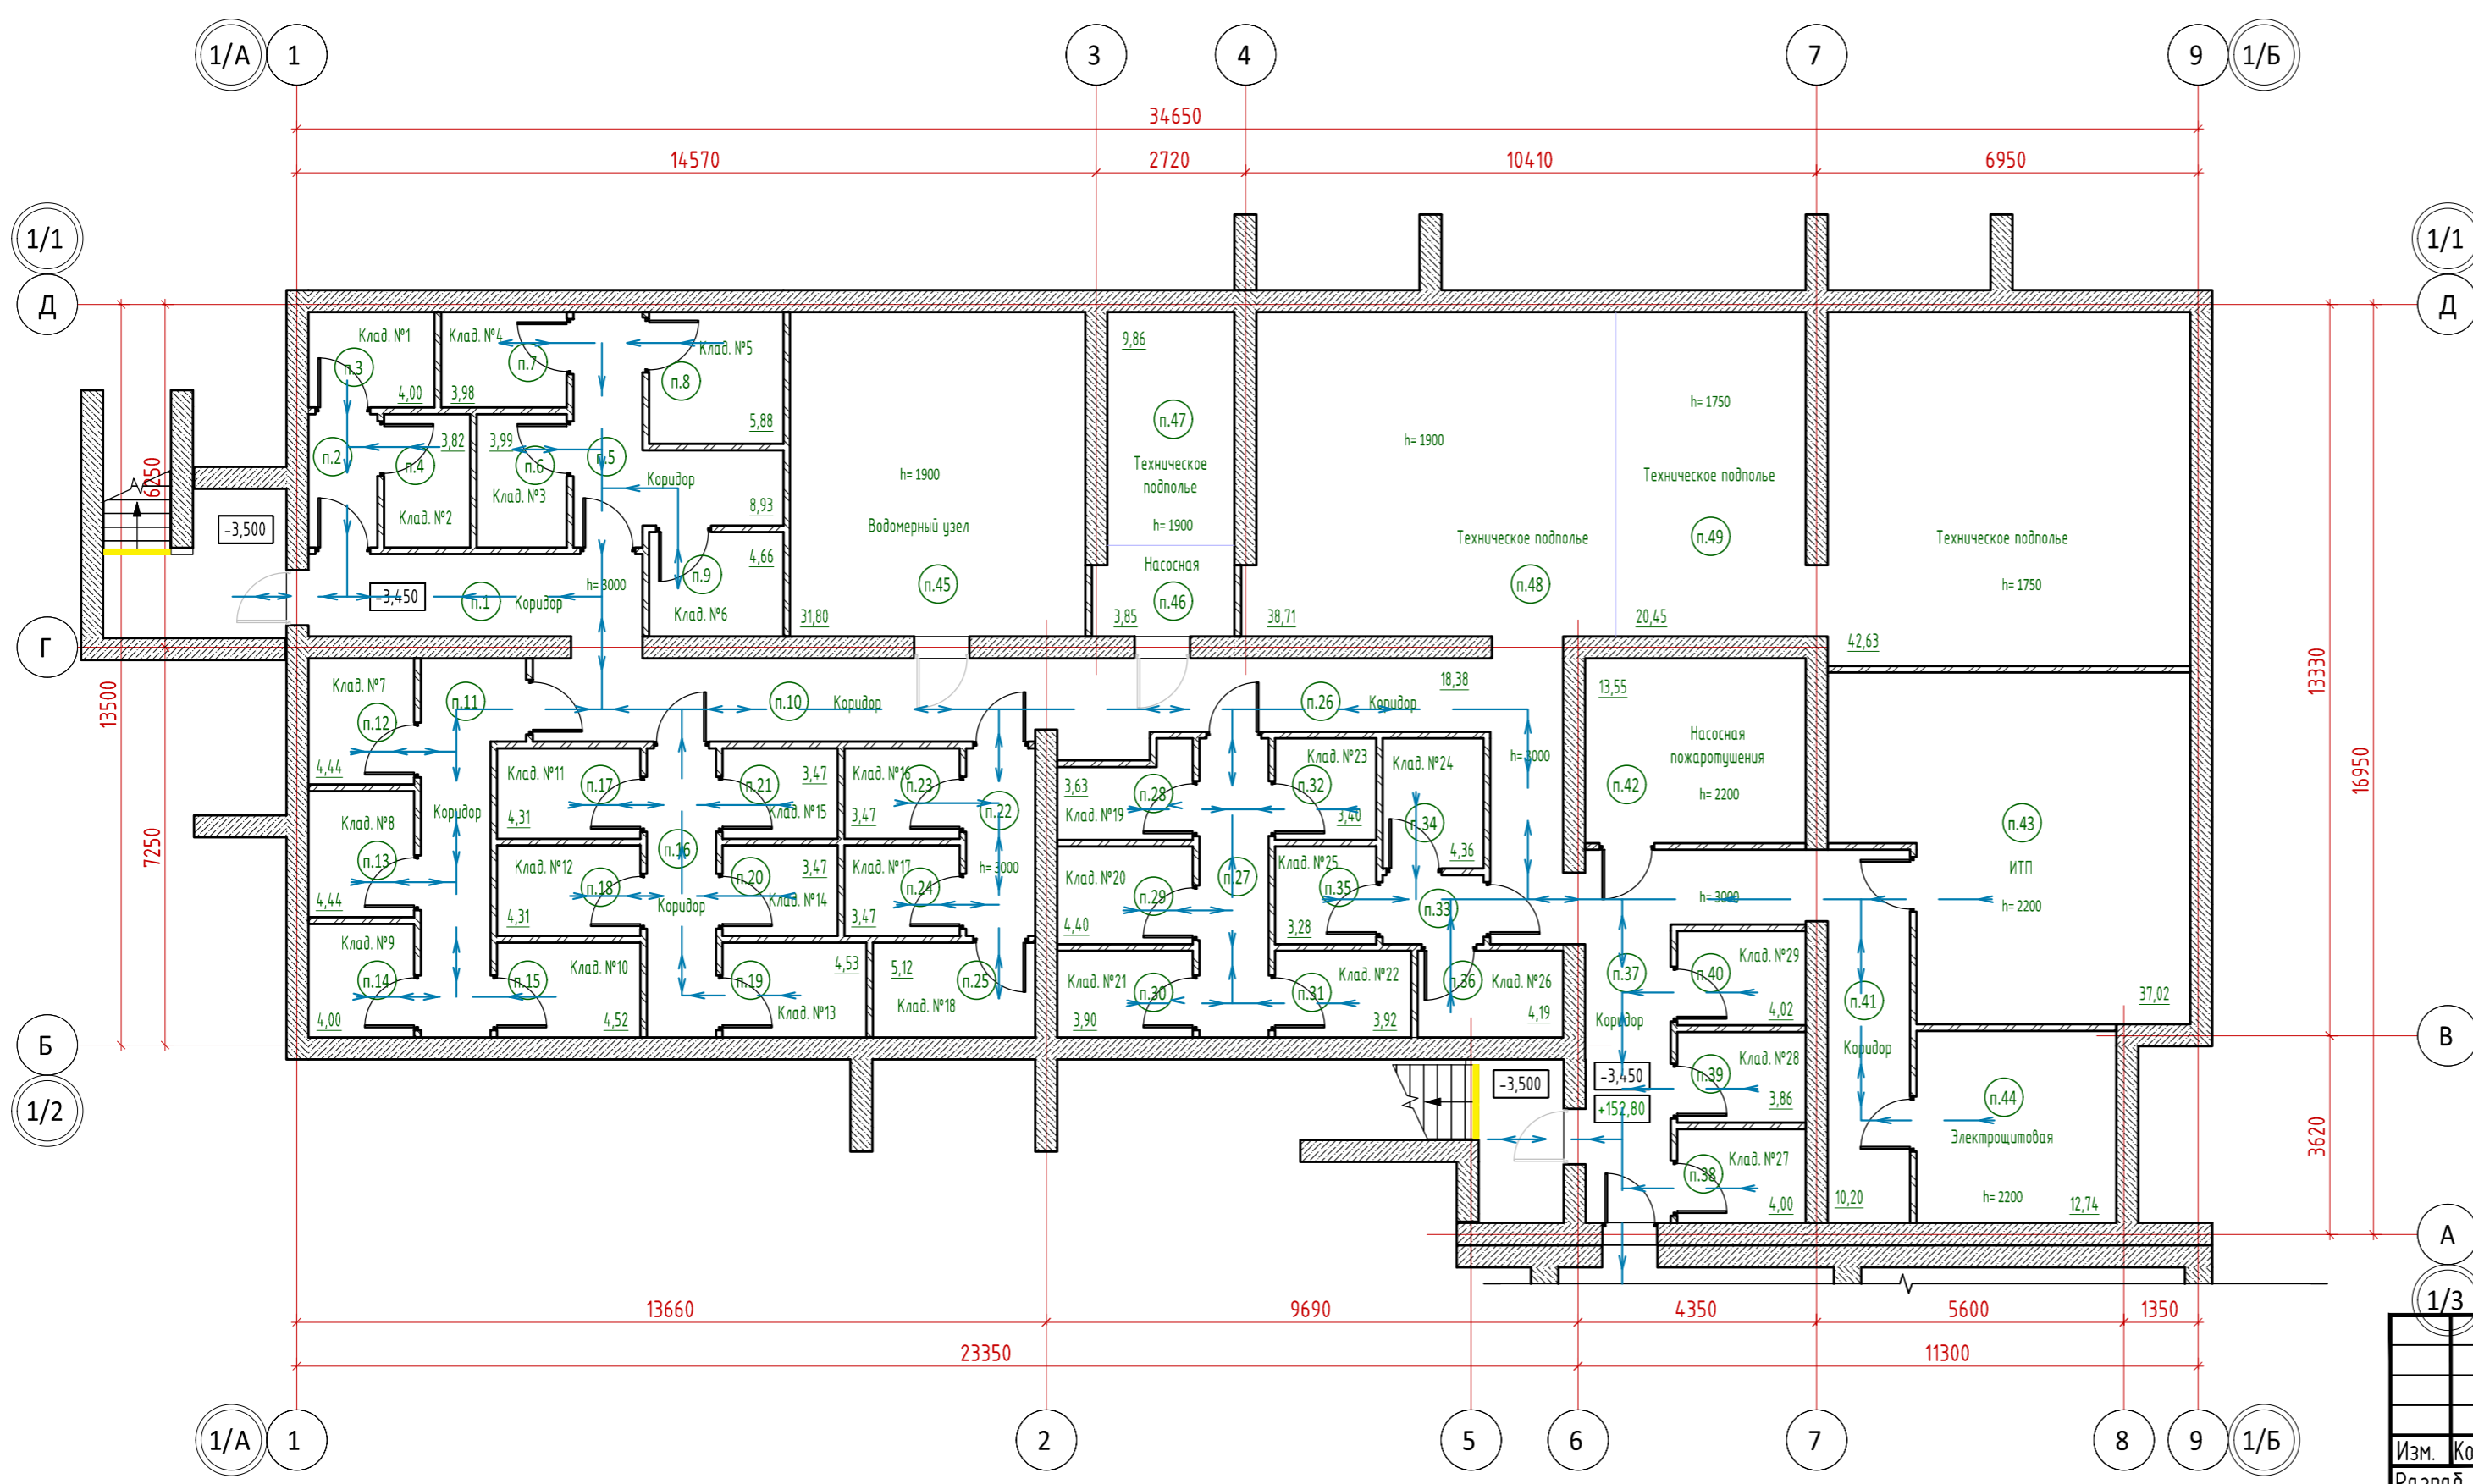 1/А 1 3 4 7 9 1/Б
34650
14570 2720 10410 6950
1/1 1/1
Д Д
Клад. №1 Клад. №4 Клад. №5 9,86
п.3 п.7 п.8
4,00 3,98 5,88
h= 1750
п.47
h= 1900
3,82 3,99
п.2 п.4 п.6 п.5
Техническое
подполье
h= 1900
Коридор
Техническое подполье
6250
Клад. №3
Клад. №2
8,93
-3,500
Водомерный узел
h= 1900
Техническое подполье
п.49
Техническое подполье
4,66
Насосная
п.9
h= 3000
п.45
п.48
h= 1750
-3,450
п.1
Коридор
п.46
Клад. №6
31,80 3,85 38,71 20,45
Г
42,63
13330
Клад. №7
18,38
13,55
13500
п.11 п.10 Коридор п.26 Коридор
п.12
Насосная
пожаротушения
h= 3000
16950
4,44
Клад. №11 3,47 Клад. №16 Клад. №23 Клад. №24
п.17 п.21 п.23 3,63 п.28 п.32 п.42
h= 2200
Коридор
4,31 Клад. №15 3,47 п.22 Клад. №19 3,40 п.34
п.43
Клад. №8
7250
п.13
п.16
4,36
Клад. №12 3,47 Клад. №17 h= 3000 Клад. №20 п.27 Клад. №25
ИТП
п.18 п.20 п.24 п.29 п.35
4,44
Клад. №14
h= 3000
h= 2200
Коридор
п.33
4,31 3,47 4,40 3,28
Клад. №9
Клад. №10 4,53 5,12 Клад. №21 Клад. №22 Клад. №26 Клад. №29
п.14 п.15 п.19 п.25 п.30 п.31 п.36 п.37 п.40
п.41
37,02
Клад. №13 Клад. №18
4,00 4,52 3,90 3,92 4,19 4,02
Коридор
Б В
Коридор
Клад. №28
-3,500 -3,450
п.39
+152,80
3,86
п.44
1/2
Электрощитовая
3620
Клад. №27
п.38
4,00 10,20
h= 2200
12,74
А
1/3
13660 9690 4350 5600 1350
23350 11300
1/А 1 2 5 6 7 8 9 1/Б
Изм.